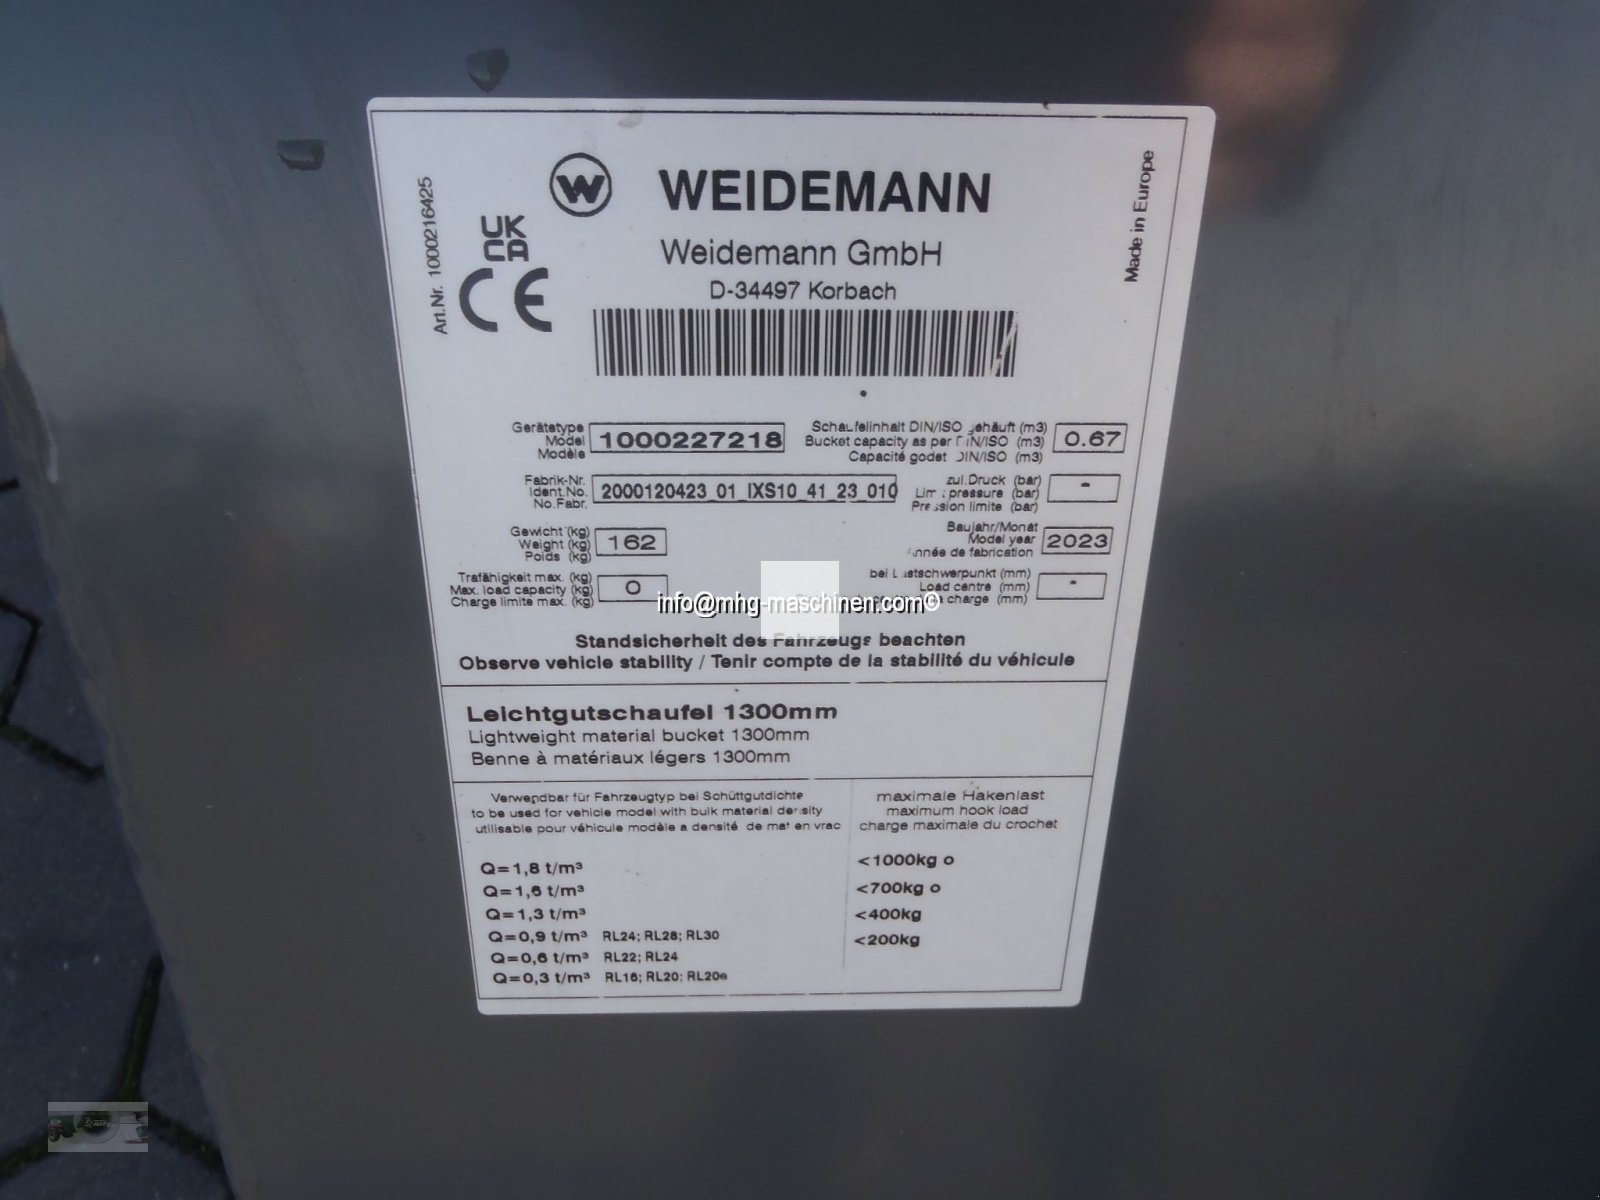 WEIDEMANN
Weidemann GmbH
D-34497 Korbach
Art.Nr. 1000216425
UK
CA
CE
Made in Europe
Gerätetype
Model
Modèle
1000227218
Schaufelinhalt DIN/ISO gehäuft (m3)
Bucket capacity as per DIN/ISO (m3)
Capacité godet DIN/ISO (m3)
0.67
Fabrik-Nr.
Ident.No.
No.Fabr.
2000120423_01_IXS10_41_23_010
zul.Druck (bar)
Lim. pressure (bar)
Pression limite (bar)
-
Gewicht (kg)
Weight (kg)
Poids (kg)
162
Baujahr/Monat
Model year
Année de fabrication
2023
Trafähigkeit max. (kg)
Max. load capacity (kg)
Charge limite max. (kg)
0
bei Lastschwerpunkt (mm)
Load centre (mm)
charge (mm)
-
info@mhg-maschinen.com©
Standsicherheit des Fahrzeugs beachten
Observe vehicle stability / Tenir compte de la stabilité du véhicule
Leichtgutschaufel 1300mm
Lightweight material bucket 1300mm
Benne à matériaux légers 1300mm
Verwendbar für Fahrzeugtyp bei Schüttgutdichte
to be used for vehicle model with bulk material density
utilisable pour véhicule modèle a densité de mat en vrac
maximale Hakenlast
maximum hook load
charge maximale du crochet
Q=1,8 t/m³
Q=1,6 t/m³
Q=1,3 t/m³
Q=0,9 t/m³ RL24; RL28; RL30
Q=0,6 t/m³ RL22; RL24
Q=0,3 t/m³ RL16; RL20; RL20e
<1000kg o
<700kg o
<400kg
<200kg